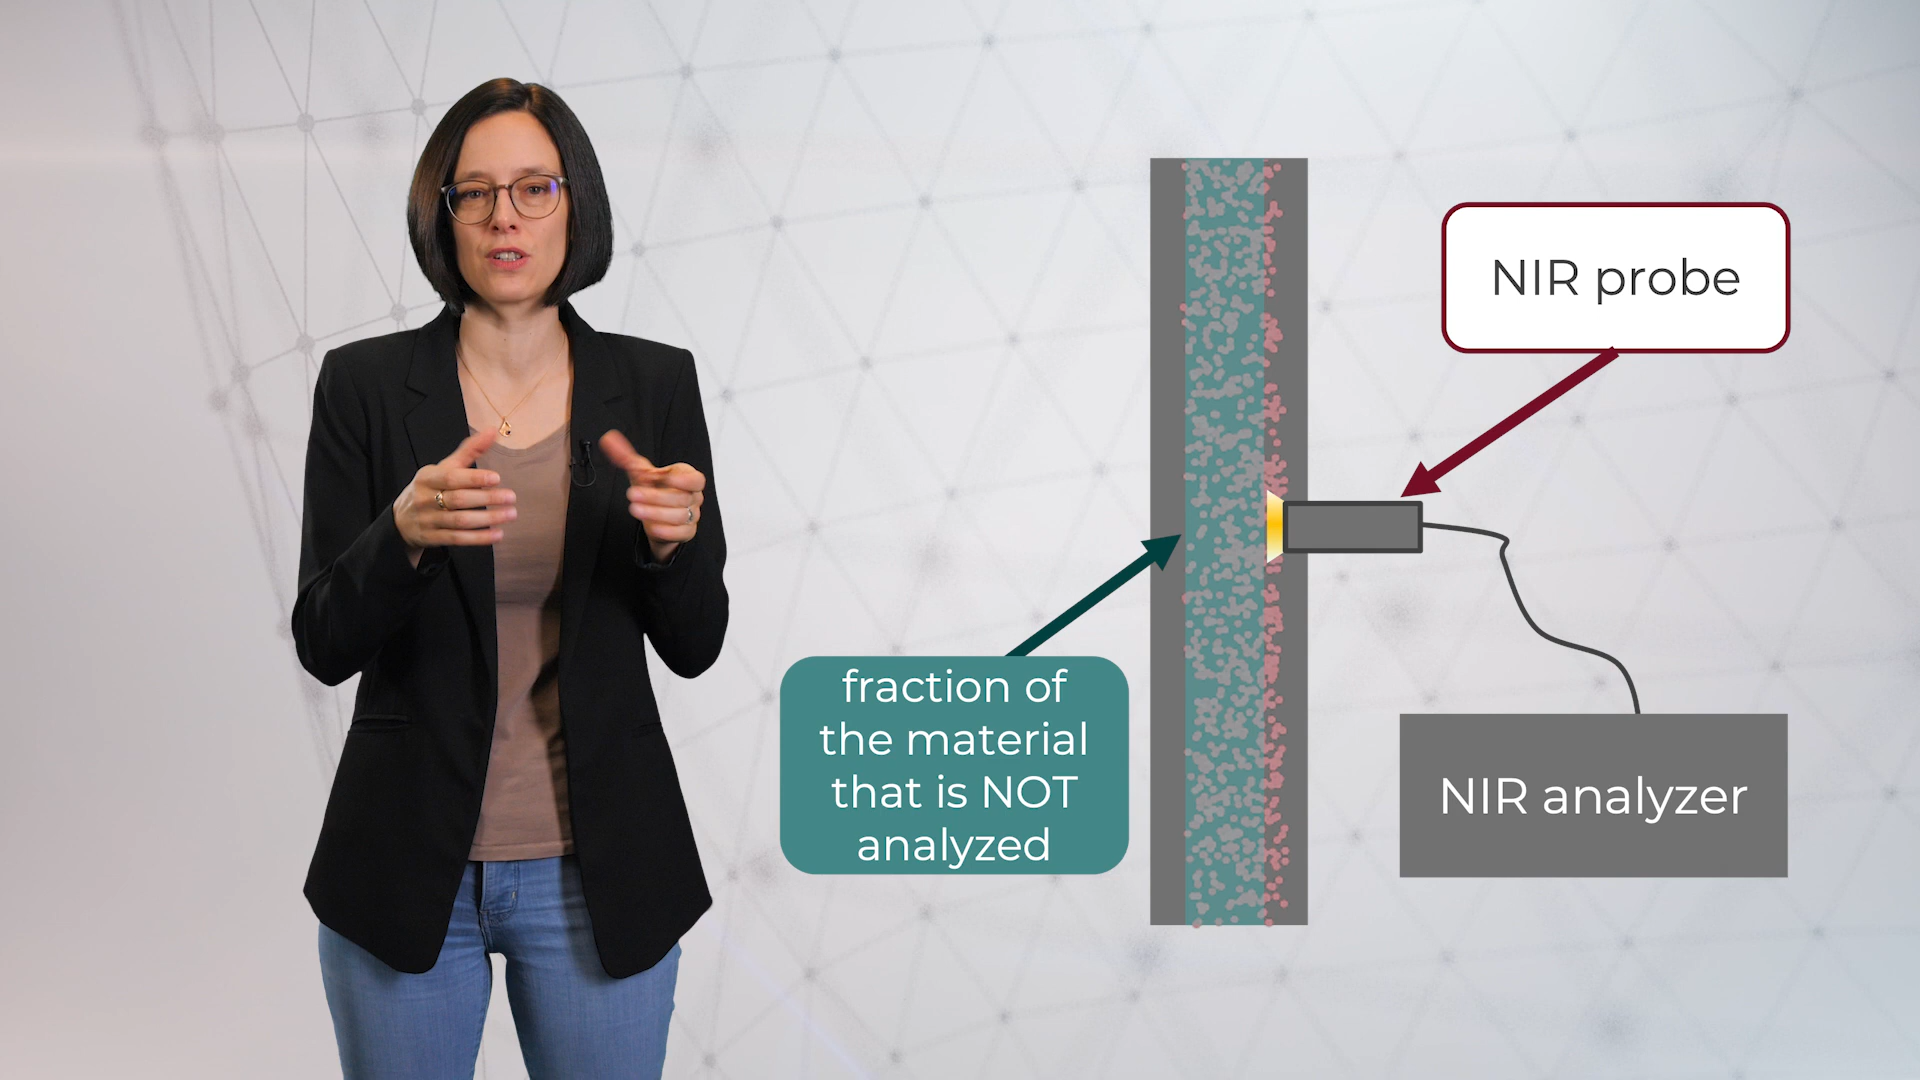 NIR probe
fraction of
the material
that is NOT
analyzed
NIR analyzer